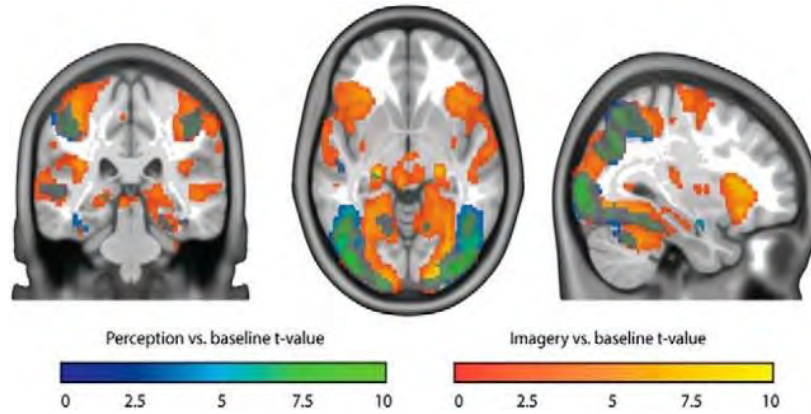 Perception vs. baseline t-value
Imagery vs. baseline t-value
0 2.5 5 7.5 10
0 2.5 5 7.5 10